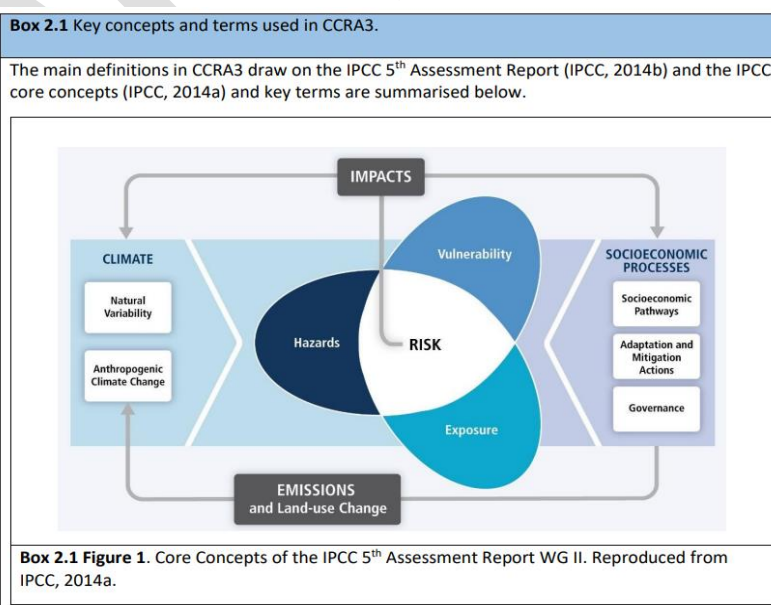 Box 2.1 Key concepts and terms used in CCRA3.
The main definitions in CCRA3 draw on the IPCC 5th Assessment Report (IPCC, 2014b) and the IPCC
core concepts (IPCC, 2014a) and key terms are summarised below.
IMPACTS
CLIMATE
Natural
Variability
Anthropogenic
Climate Change
Vulnerability
Hazards
RISK
Exposure
SOCIOECONOMIC
PROCESSES
Socioeconomic
Pathways
Adaptation and
Mitigation
Actions
Governance
EMISSIONS
and Land-use Change
Box 2.1 Figure 1. Core Concepts of the IPCC 5th Assessment Report WG II. Reproduced from
IPCC, 2014a.